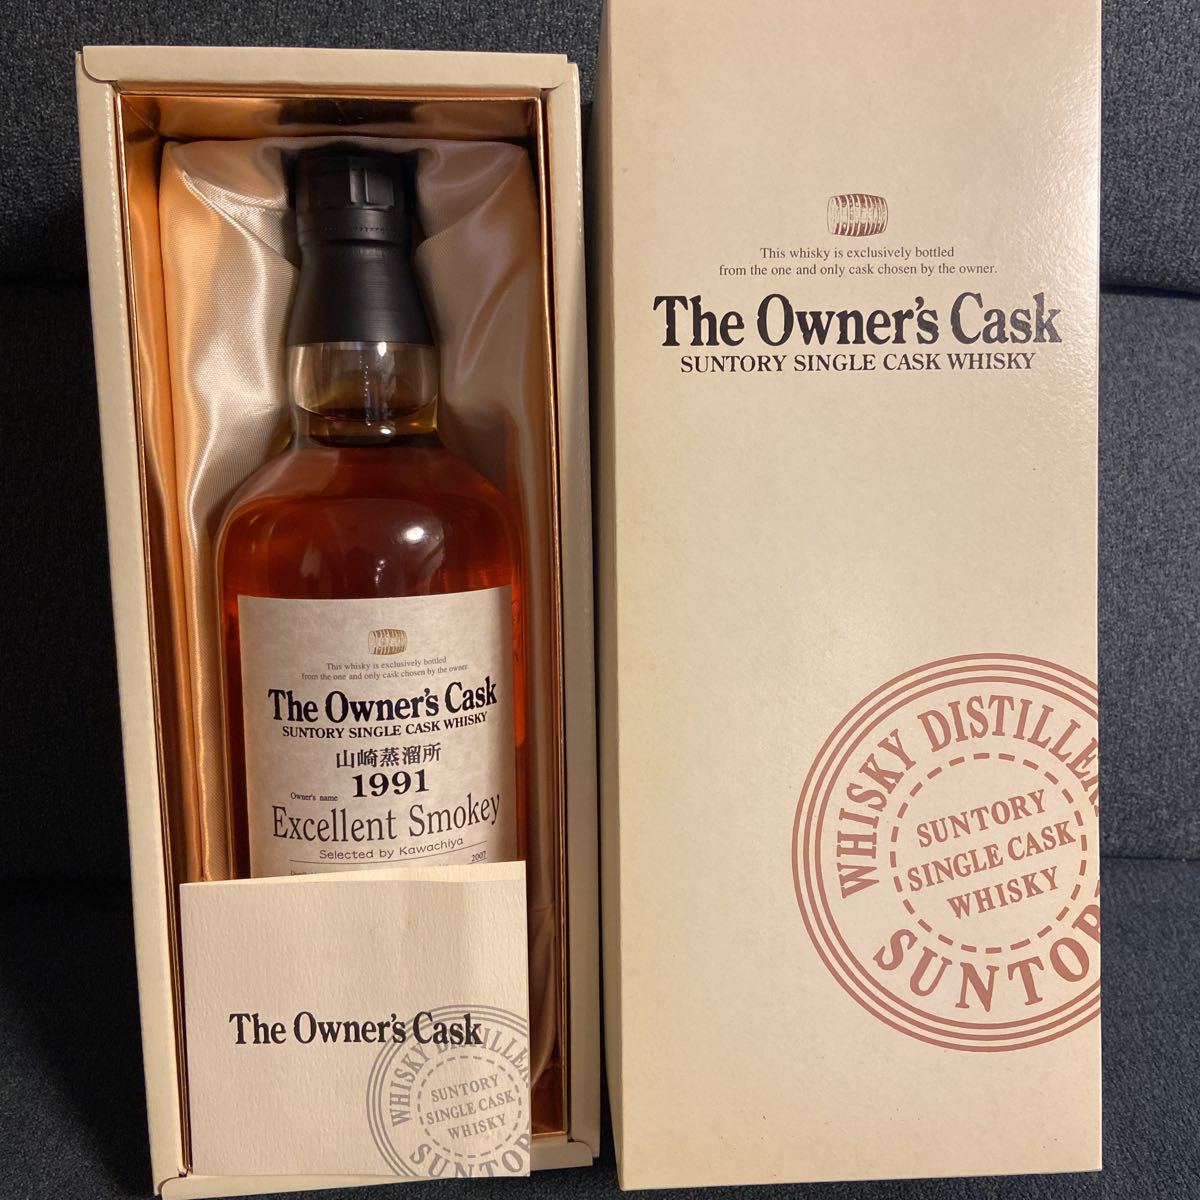 This whisky is exclusively bottled
from the one and only cask chosen by the owner.
The Owner's Cask
SUNTORY SINGLE CASK WHISKY
山崎蒸溜所
1991
Owner's name
Excellent Smokey
Selected by Kawachiya
2007
The Owner's Cask
WHISKY DISTILLER
SUNTORY
SINGLE CASK
WHISKY
SUNTOR
This whisky is exclusively bottled
from the one and only cask chosen by the owner.
The Owner's Cask
SUNTORY SINGLE CASK WHISKY
WHISKY DISTILLER
SUNTORY
SINGLE CASK
WHISKY
SUNTOR